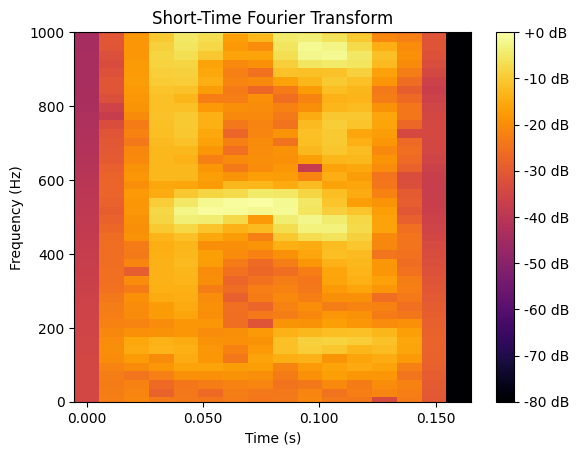 Short-Time Fourier Transform
1000
800
600
400
200
0
Frequency (Hz)
0.000
0.050
0.100
0.150
Time (s)
+0 dB
-10 dB
-20 dB
-30 dB
-40 dB
-50 dB
-60 dB
-70 dB
-80 dB